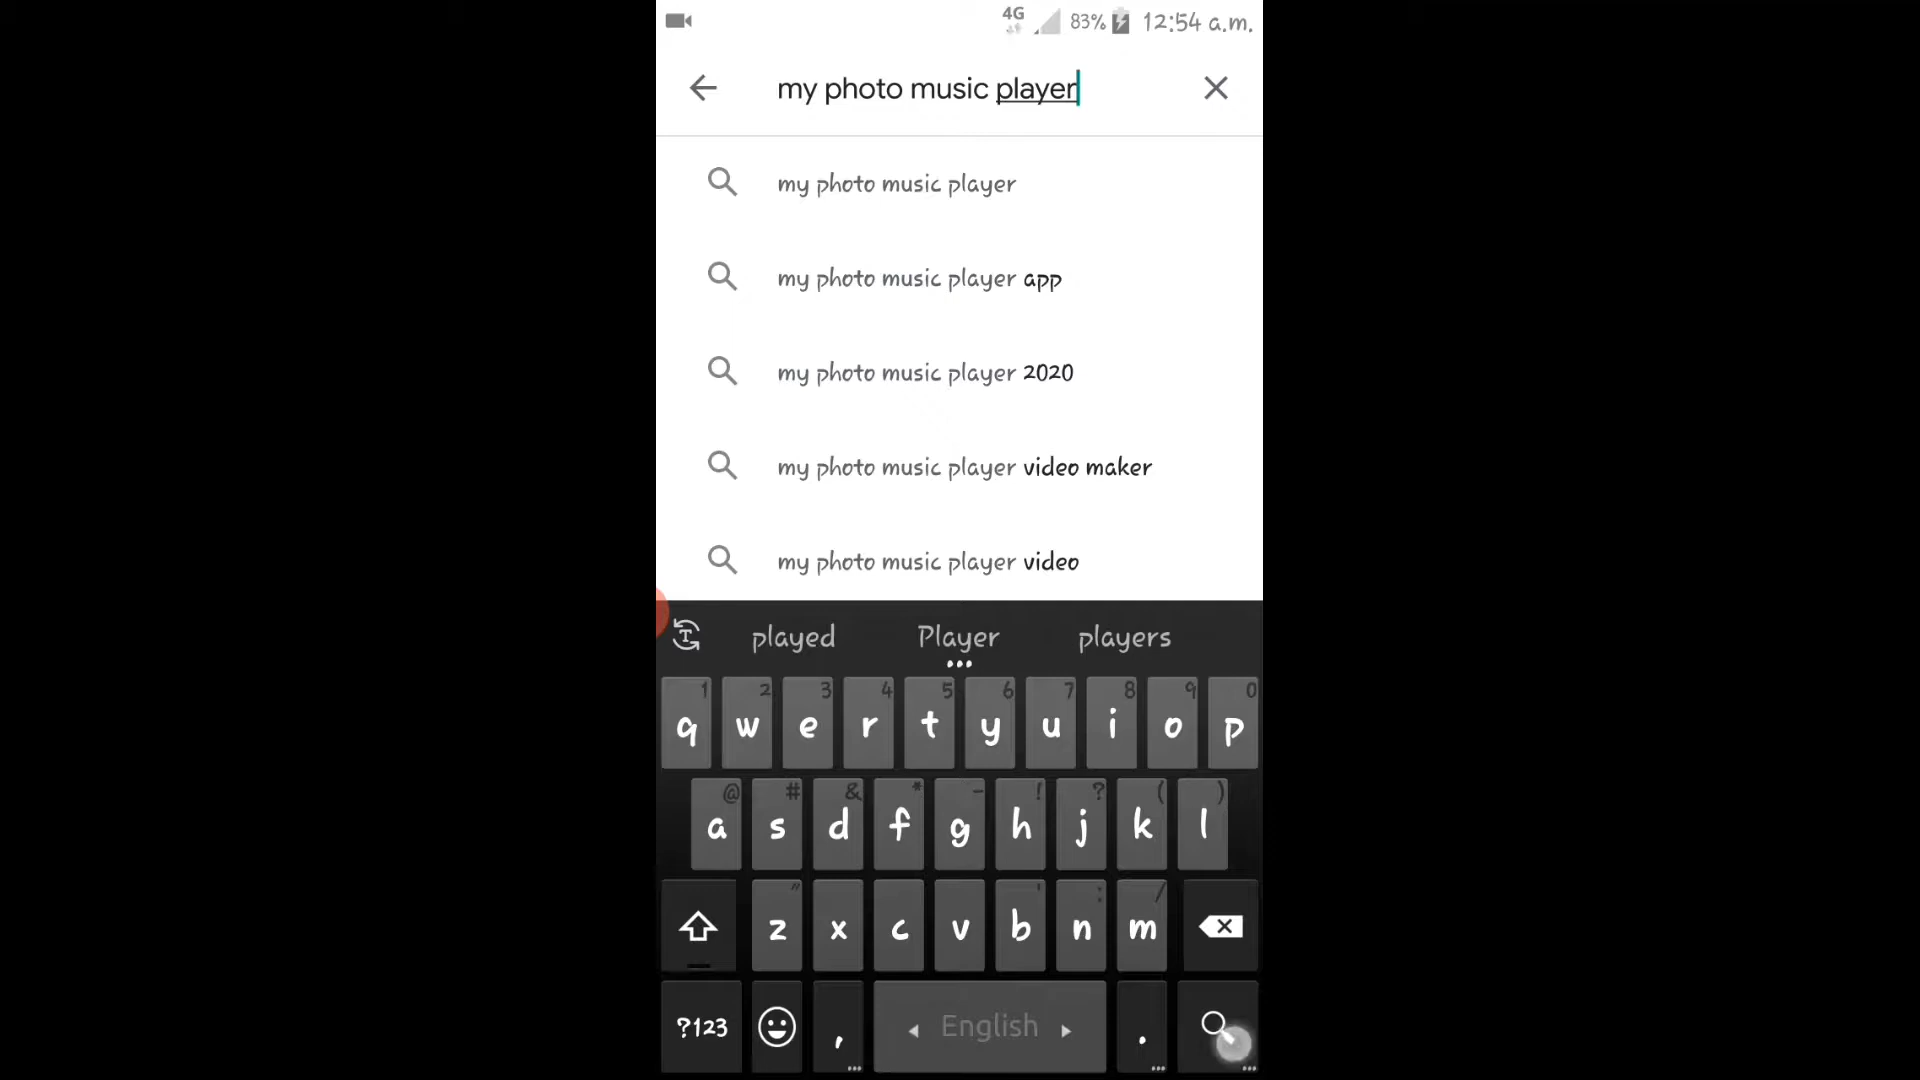 4G 83% 12:54 a.m.
my photo music player
my photo music player
my photo music player app
my photo music player 2020
my photo music player video maker
my photo music player video
played Player players
1 2 3 4 5 6 7 8 9 0
q w e r t y u i o p
@ # & * - ! ? ( )
a s d f g h j k l
" ' : /
z x c v b n m
?123 , English .